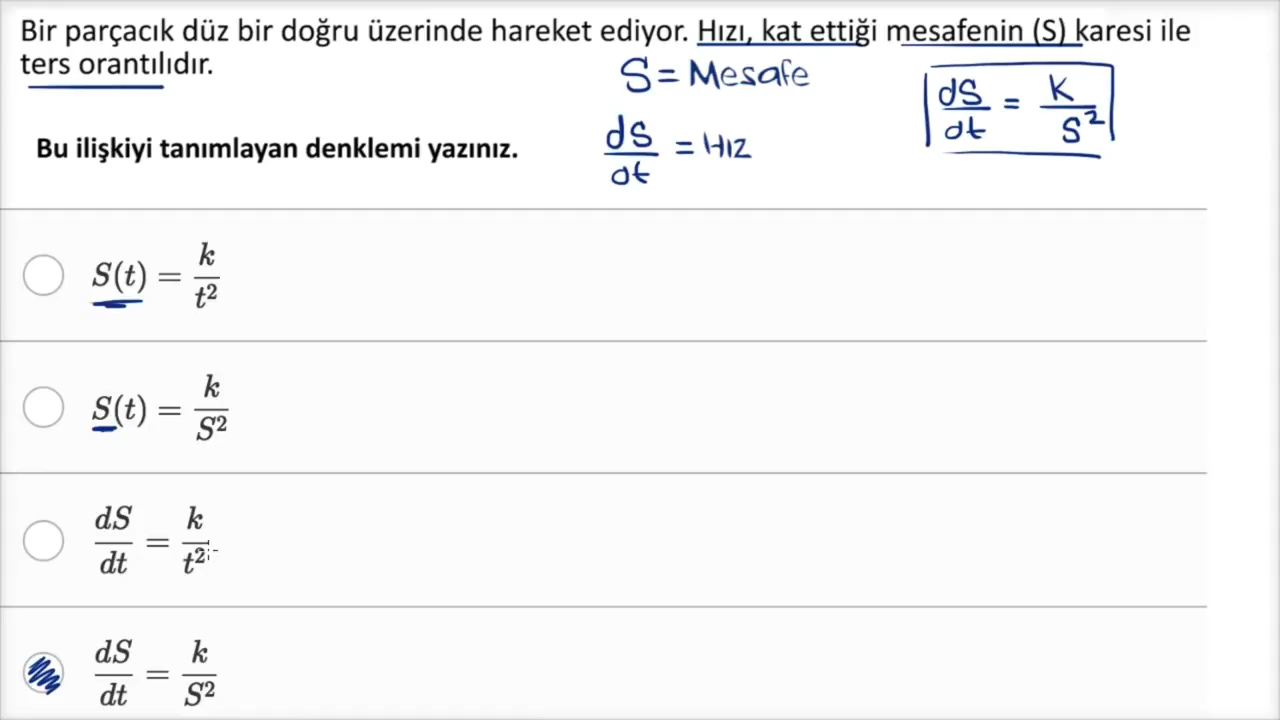 Bir parçacık düz bir doğru üzerinde hareket ediyor. Hızı, kat ettiği mesafenin (S) karesi ile
ters orantılıdır.
S = Mesafe
dS/dt = k/S²
Bu ilişkiyi tanımlayan denklemi yazınız.
dS/dt = HIZ
S(t) = k/t²
S(t) = k/S²
dS/dt = k/t²
dS/dt = k/S²